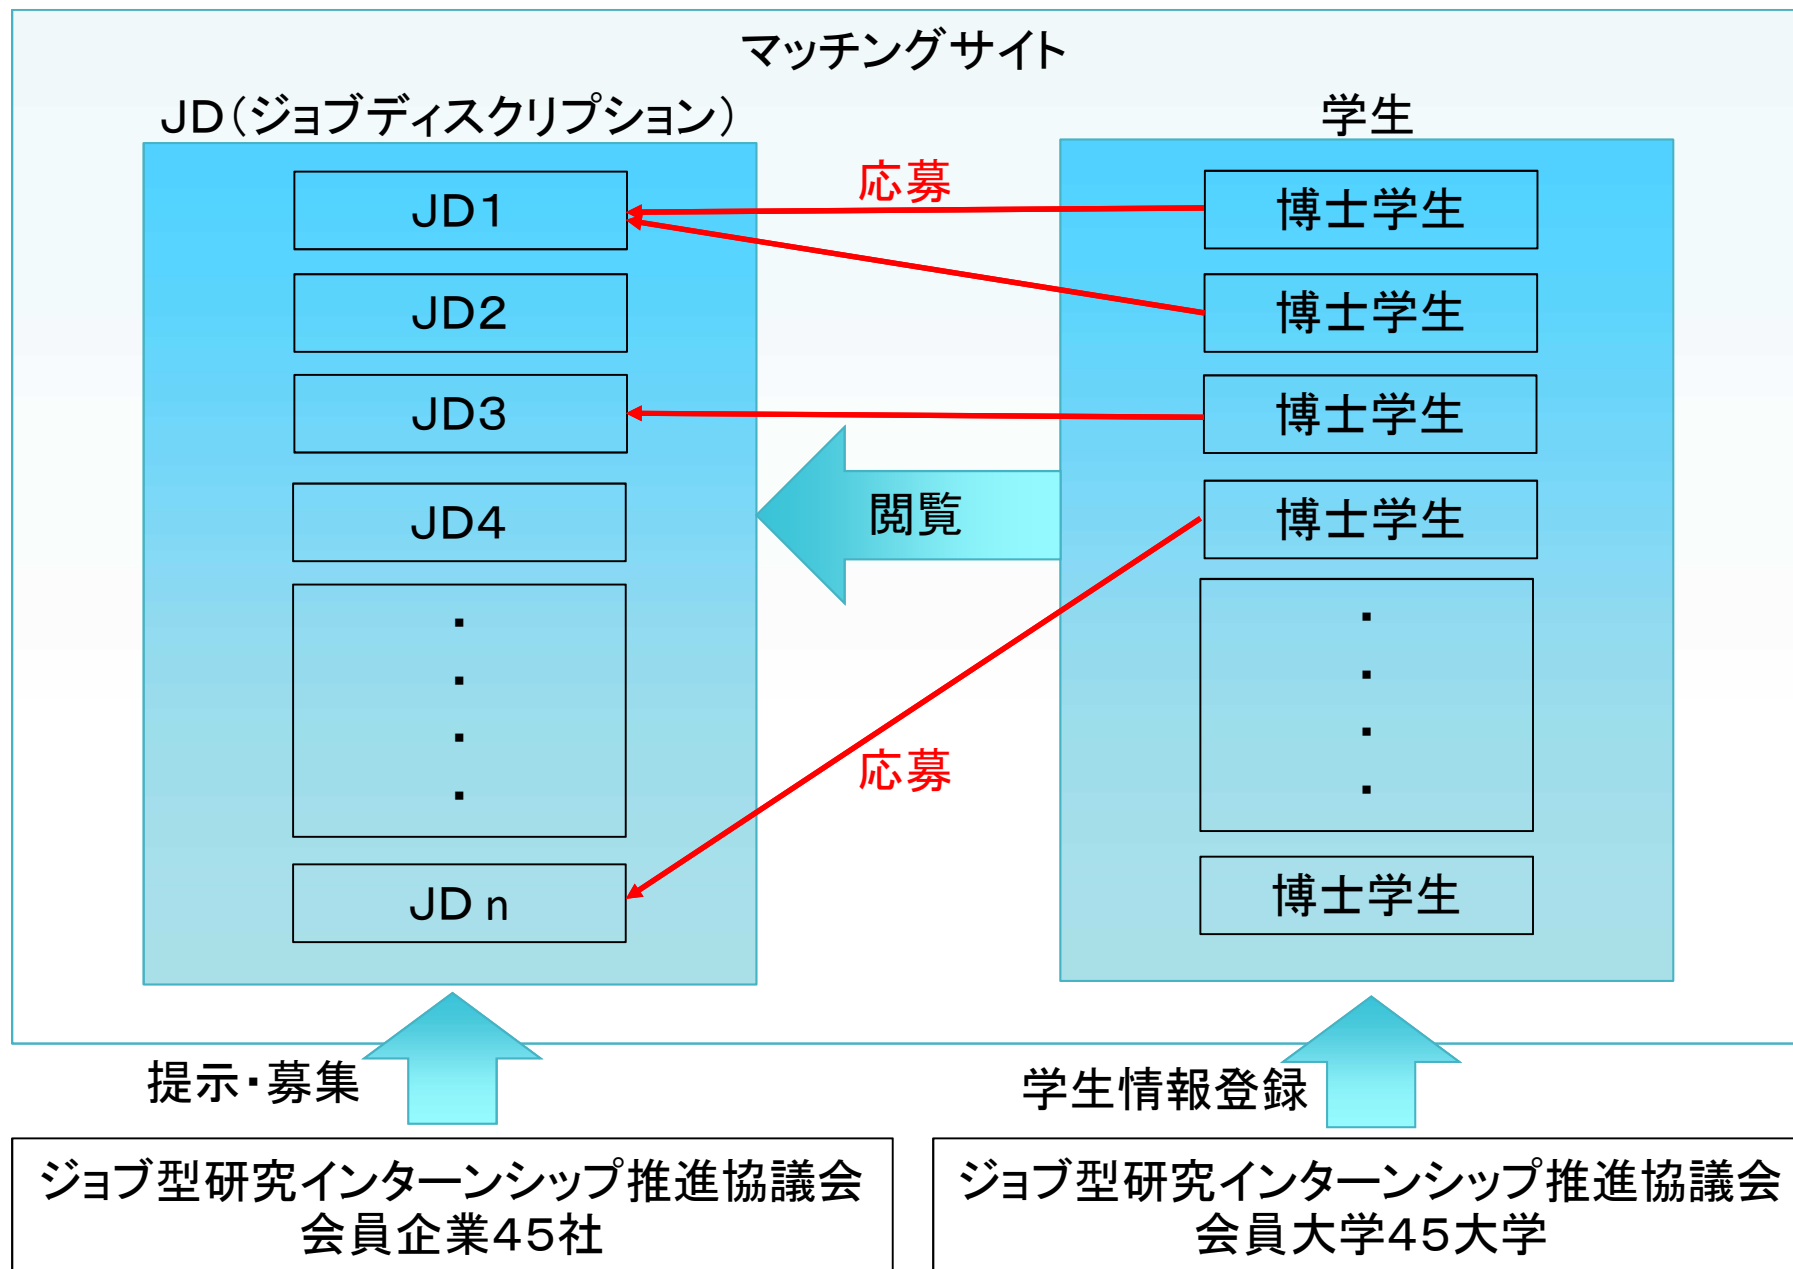 マッチングサイト
JD(ジョブディスクリプション)
学生
応募
JD1
博士学生
JD2
博士学生
JD3
博士学生
閲覧
JD4
博士学生
・
・
・
・
・
・
・
・
応募
JD n
博士学生
提示・募集
学生情報登録
ジョブ型研究インターンシップ推進協議会
会員企業45社
ジョブ型研究インターンシップ推進協議会
会員大学45大学